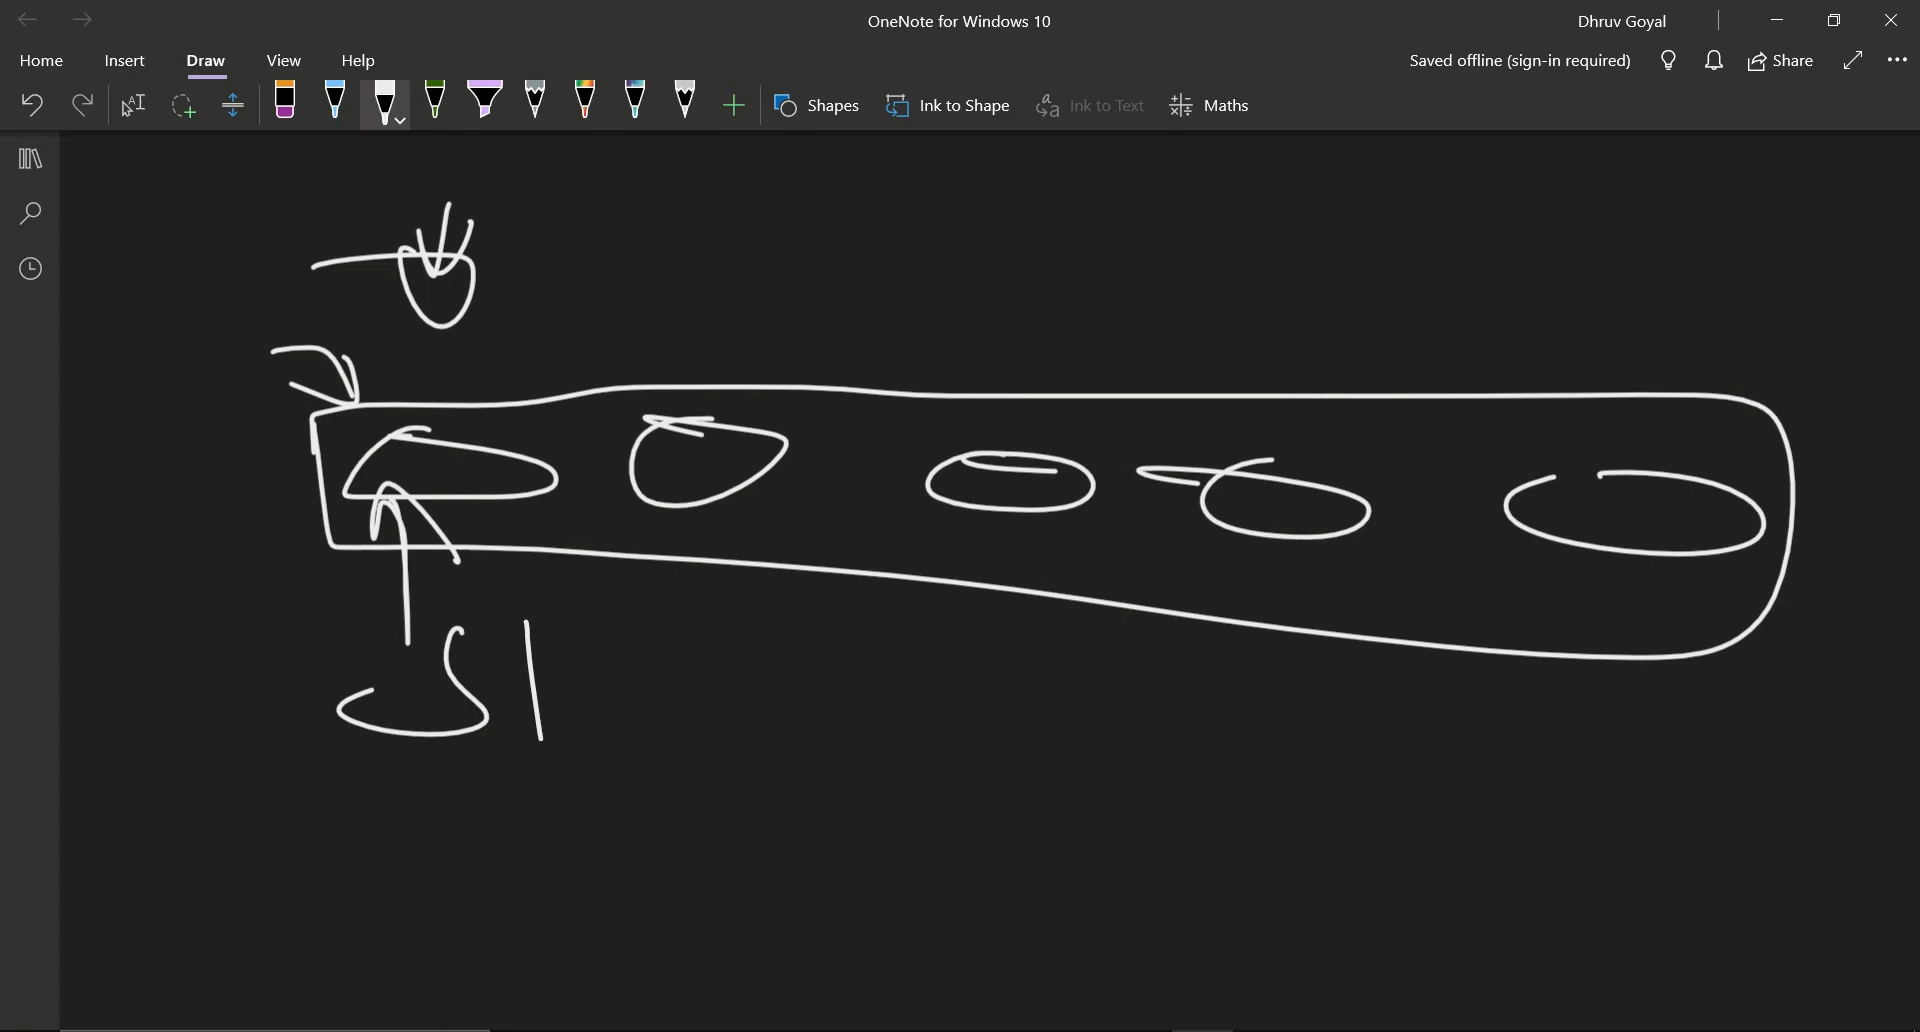 OneNote for Windows 10
Dhruv Goyal
Home Insert Draw View Help
Saved offline (sign-in required) Share
Shapes Ink to Shape Ink to Text Maths
S1